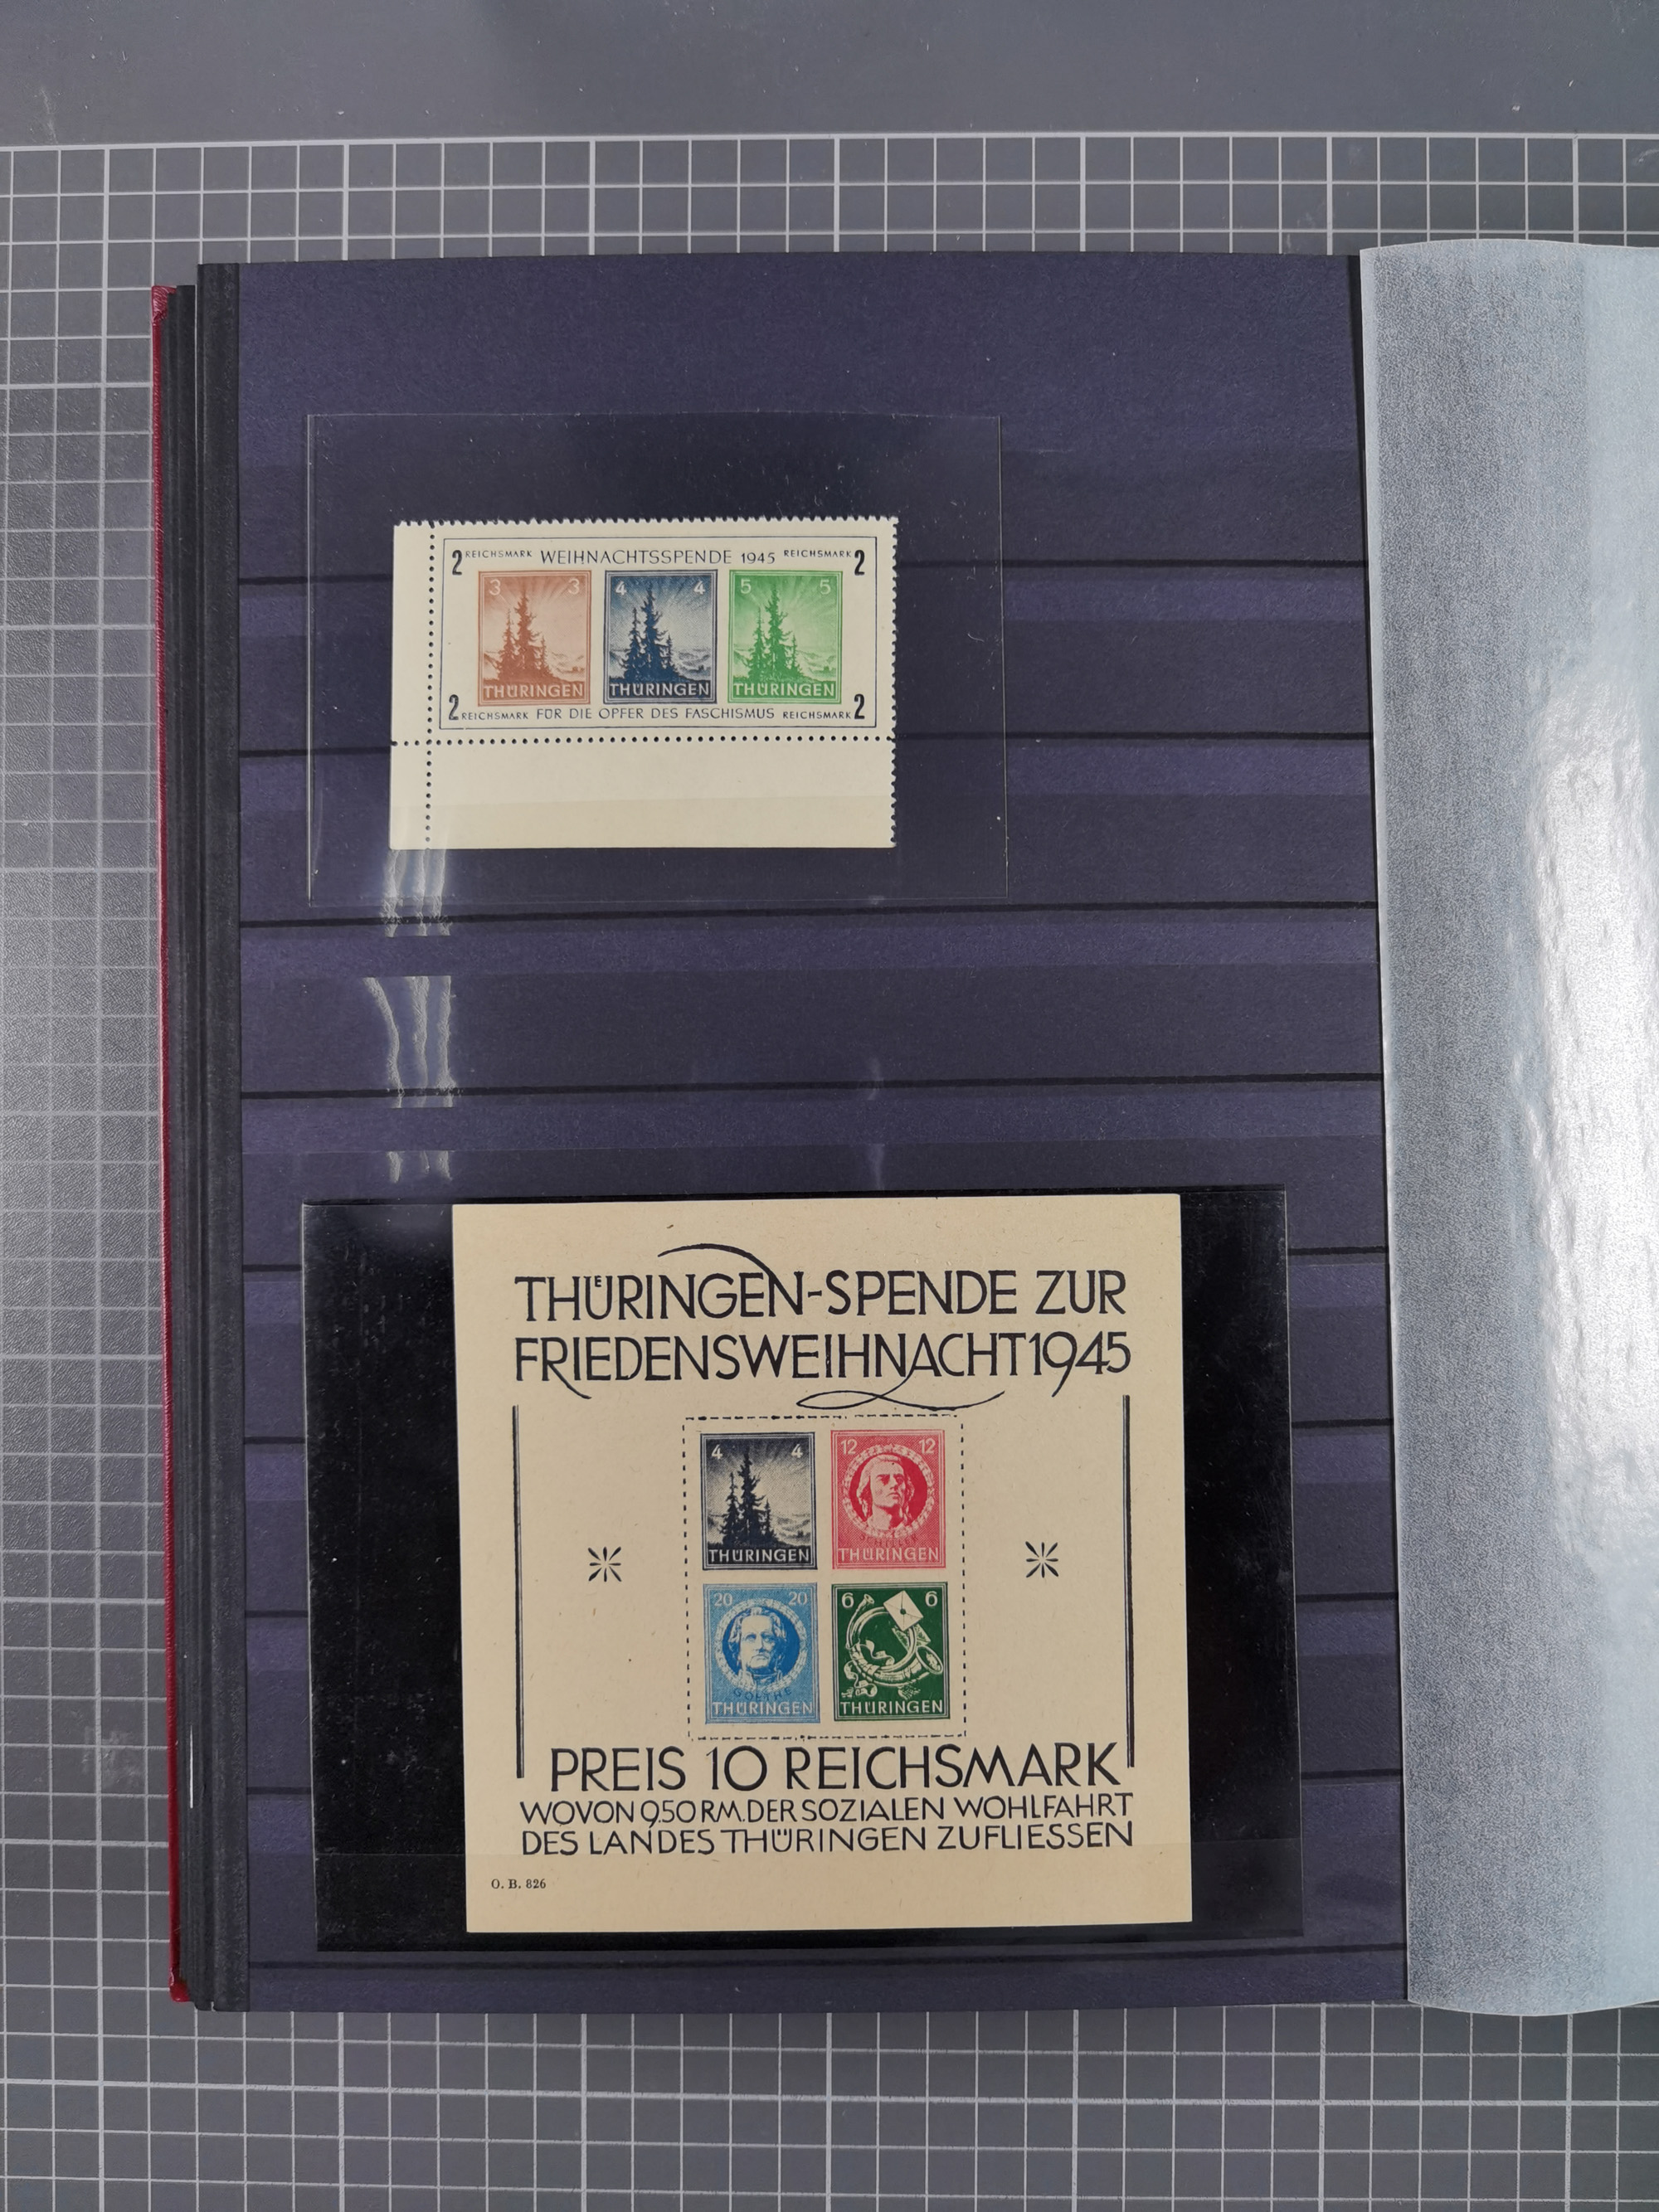 2 REICHSMARK WEIHNACHTSSPENDE 1945 REICHSMARK 2
3 3 4 4 5 5
THÜRINGEN THÜRINGEN THÜRINGEN
2 REICHSMARK FÜR DIE OPFER DES FASCHISMUS REICHSMARK 2
THÜRINGEN-SPENDE ZUR
FRIEDENSWEIHNACHT 1945
4 4 12 12
SCHILLER
THÜRINGEN THÜRINGEN
20 20 6 6
GOETHE
THÜRINGEN THÜRINGEN
PREIS 10 REICHSMARK
WOVON 9.50 RM. DER SOZIALEN WOHLFAHRT
DES LANDES THÜRINGEN ZUFLIESSEN
O. B. 826